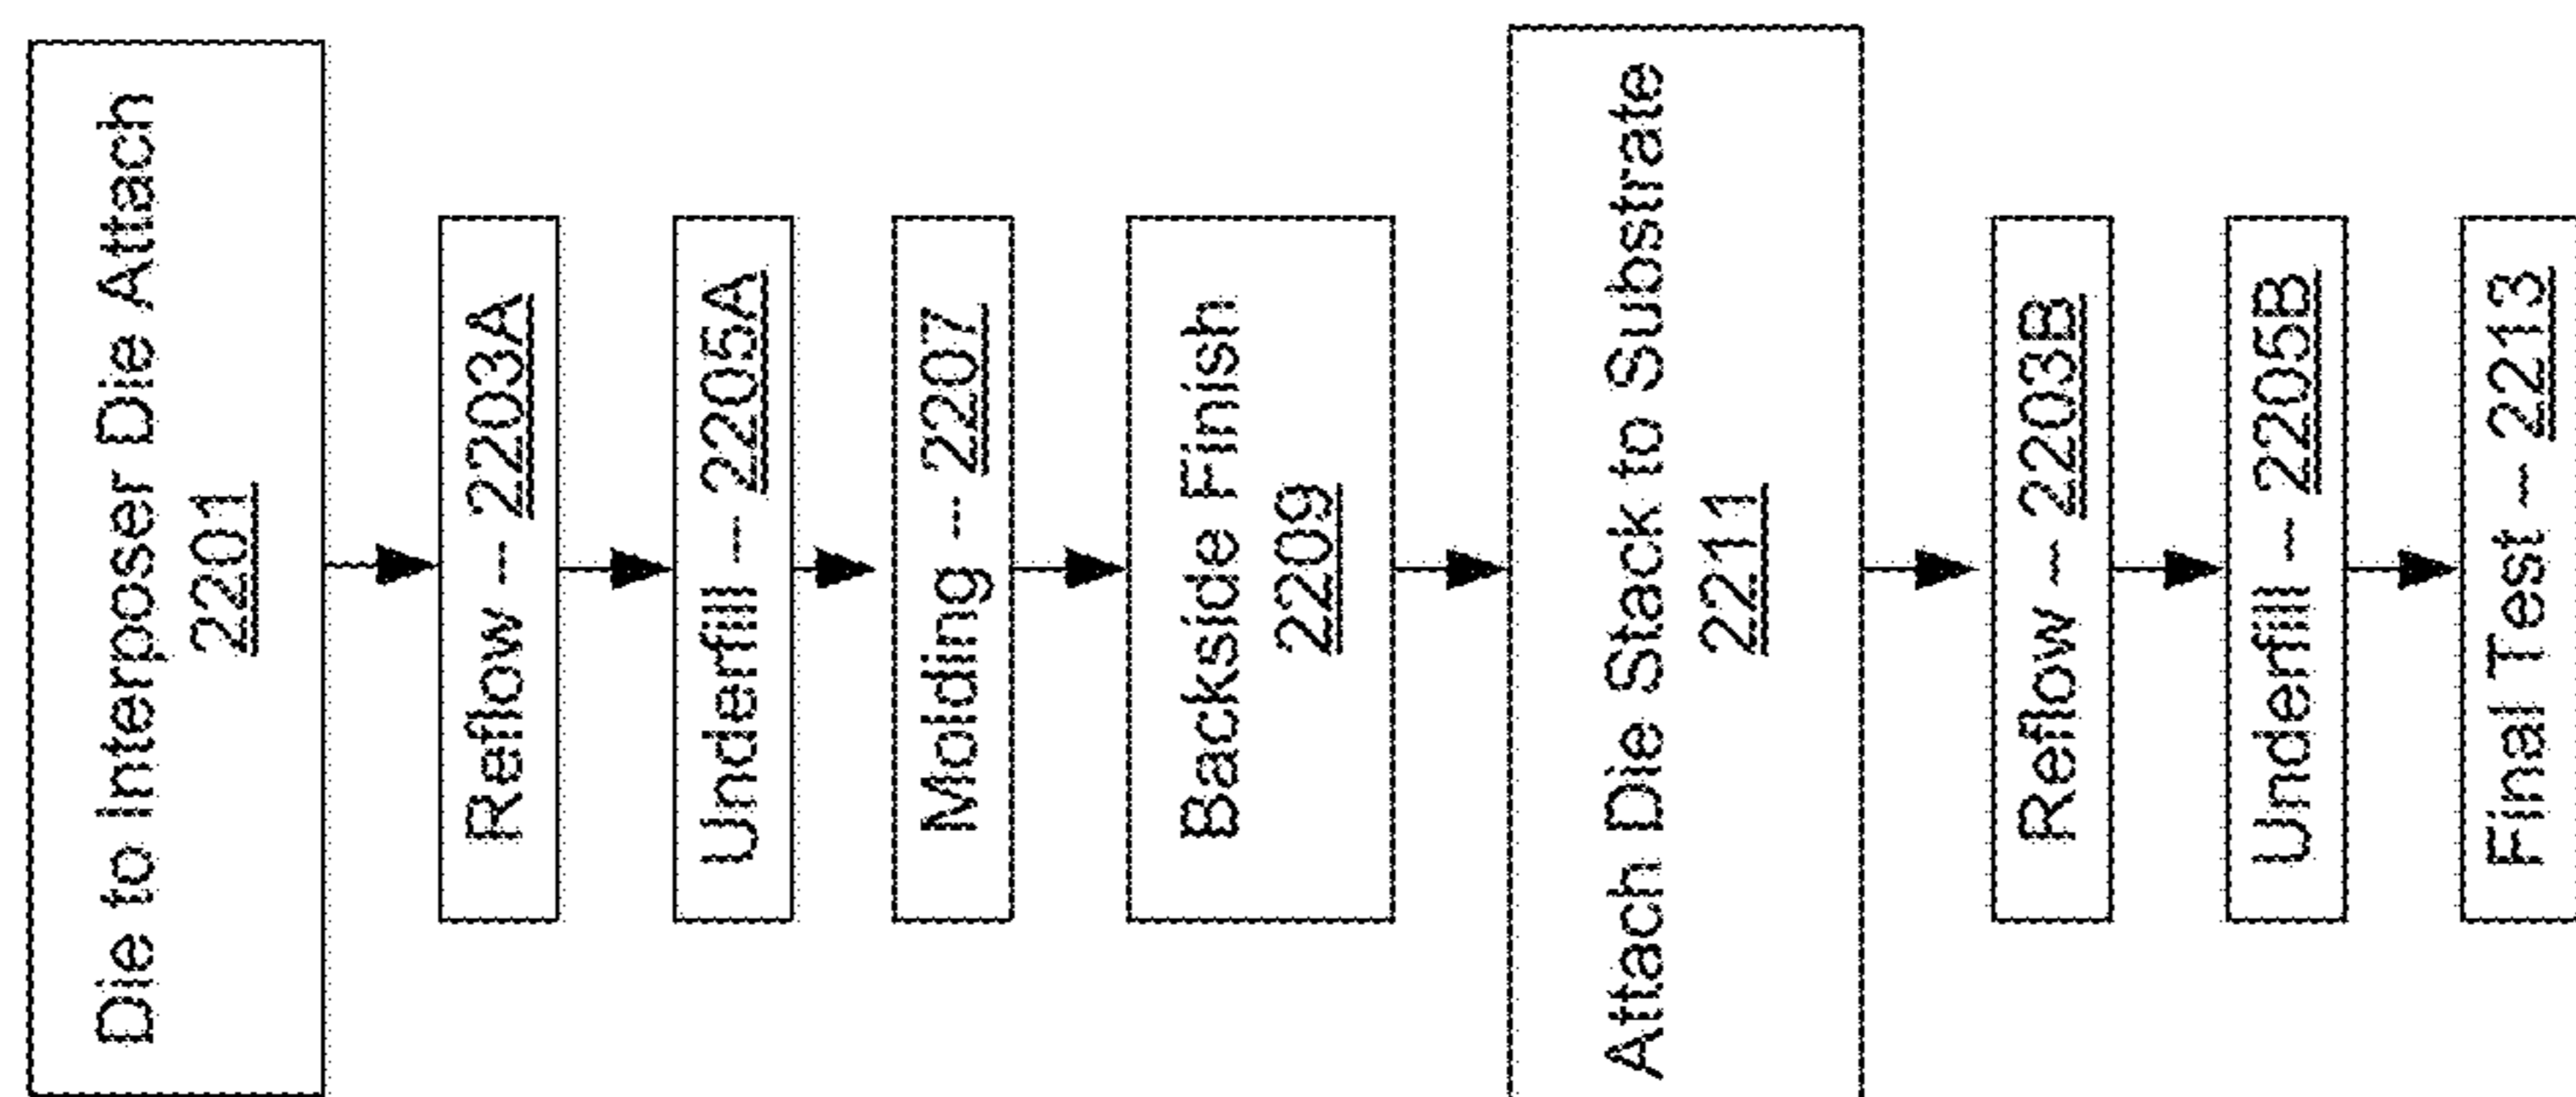 Die to Interposer Die Attach
2201
Reflow -- 2203A
Underfill --- 2205A
Molding --- 2207
Backside Finish
2209
Attach Die Stack to Substrate
2211
Reflow -- 2203B
Underfill -- 2205B
Final Test -- 2213